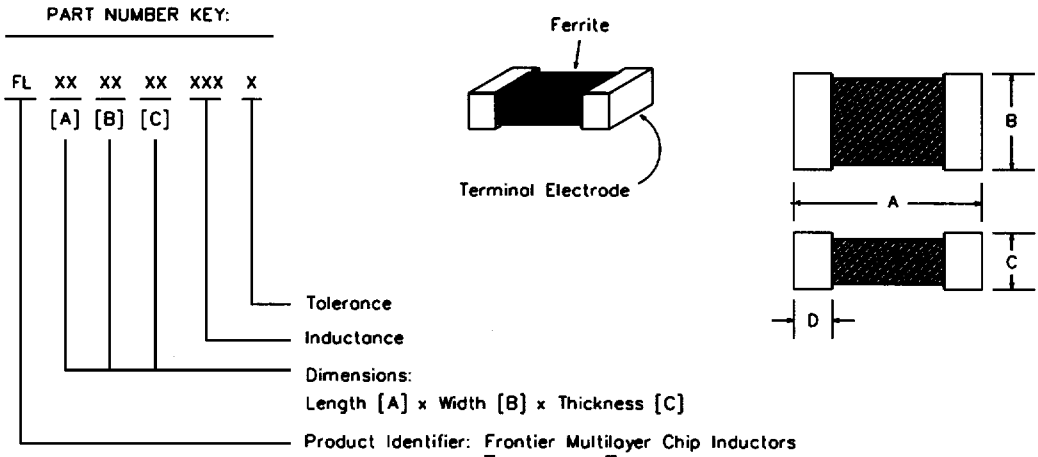 PART NUMBER KEY:
FL XX XX XX XXX X
[A] [B] [C]
Tolerance
Inductance
Dimensions:
Length [A] x Width [B] x Thickness [C]
Product Identifier: Frontier Multilayer Chip Inductors
Ferrite
Terminal Electrode
B
A
C
D